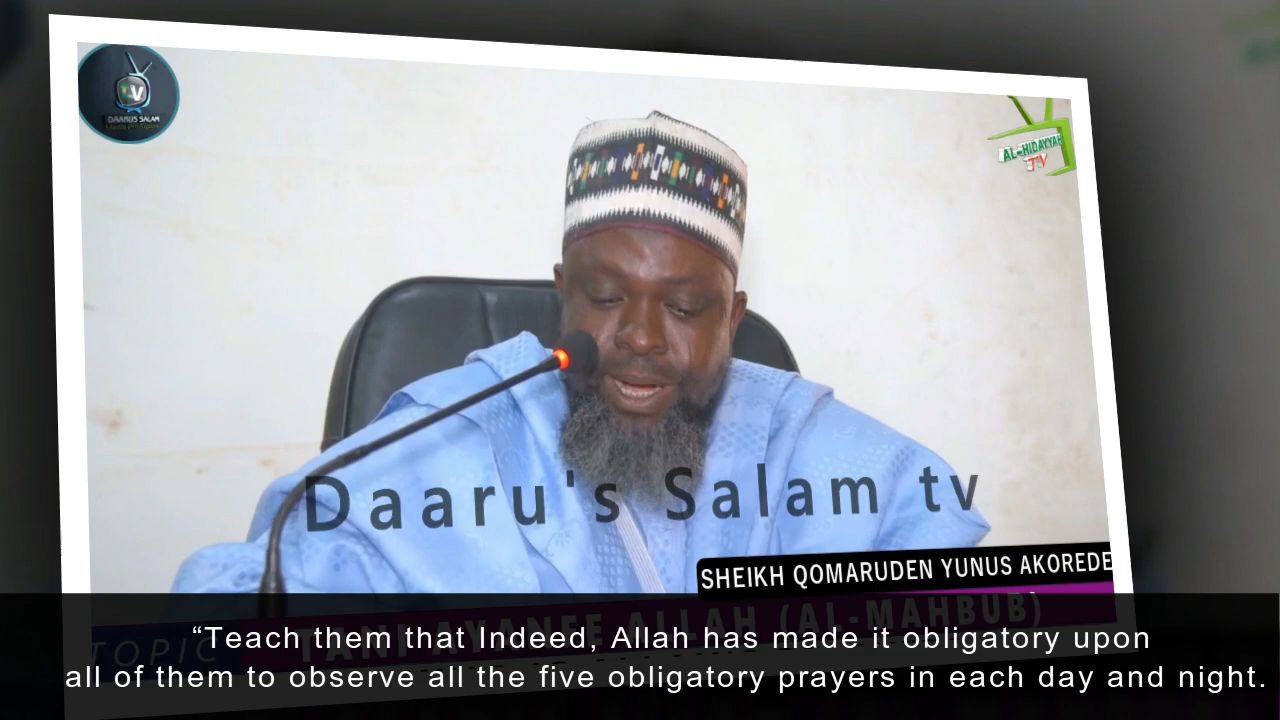 DAARUS SALAM
AL-HIDAYYAH
TV
Daaru's Salam tv
SHEIKH QOMARUDEN YUNUS AKOREDE
TOPIC
ALLAH (AL-MAHBUB)
“Teach them that Indeed, Allah has made it obligatory upon
all of them to observe all the five obligatory prayers in each day and night.